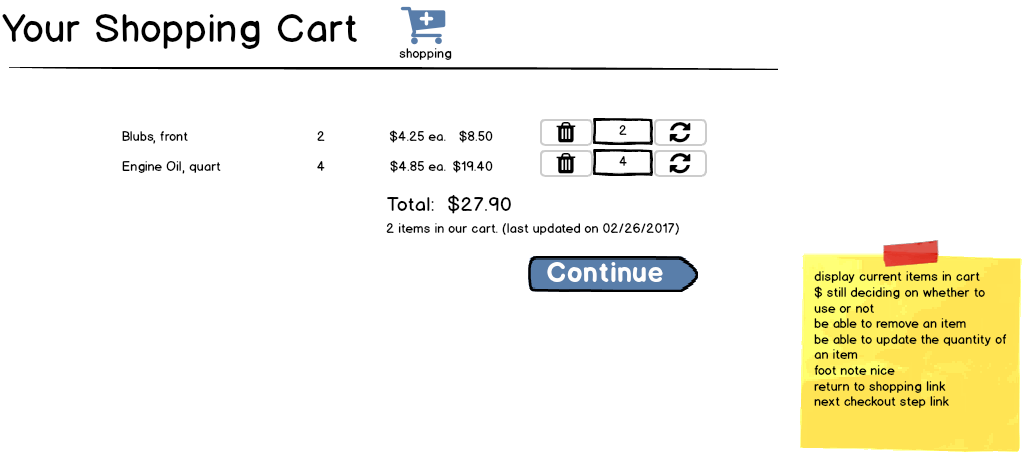 Your Shopping Cart
shopping
Blubs, front 2 $4.25 ea. $8.50 2
Engine Oil, quart 4 $4.85 ea. $19.40 4
Total: $27.90
2 items in our cart. (last updated on 02/26/2017)
Continue
display current items in cart
$ still deciding on whether to
use or not
be able to remove an item
be able to update the quantity of
an item
foot note nice
return to shopping link
next checkout step link